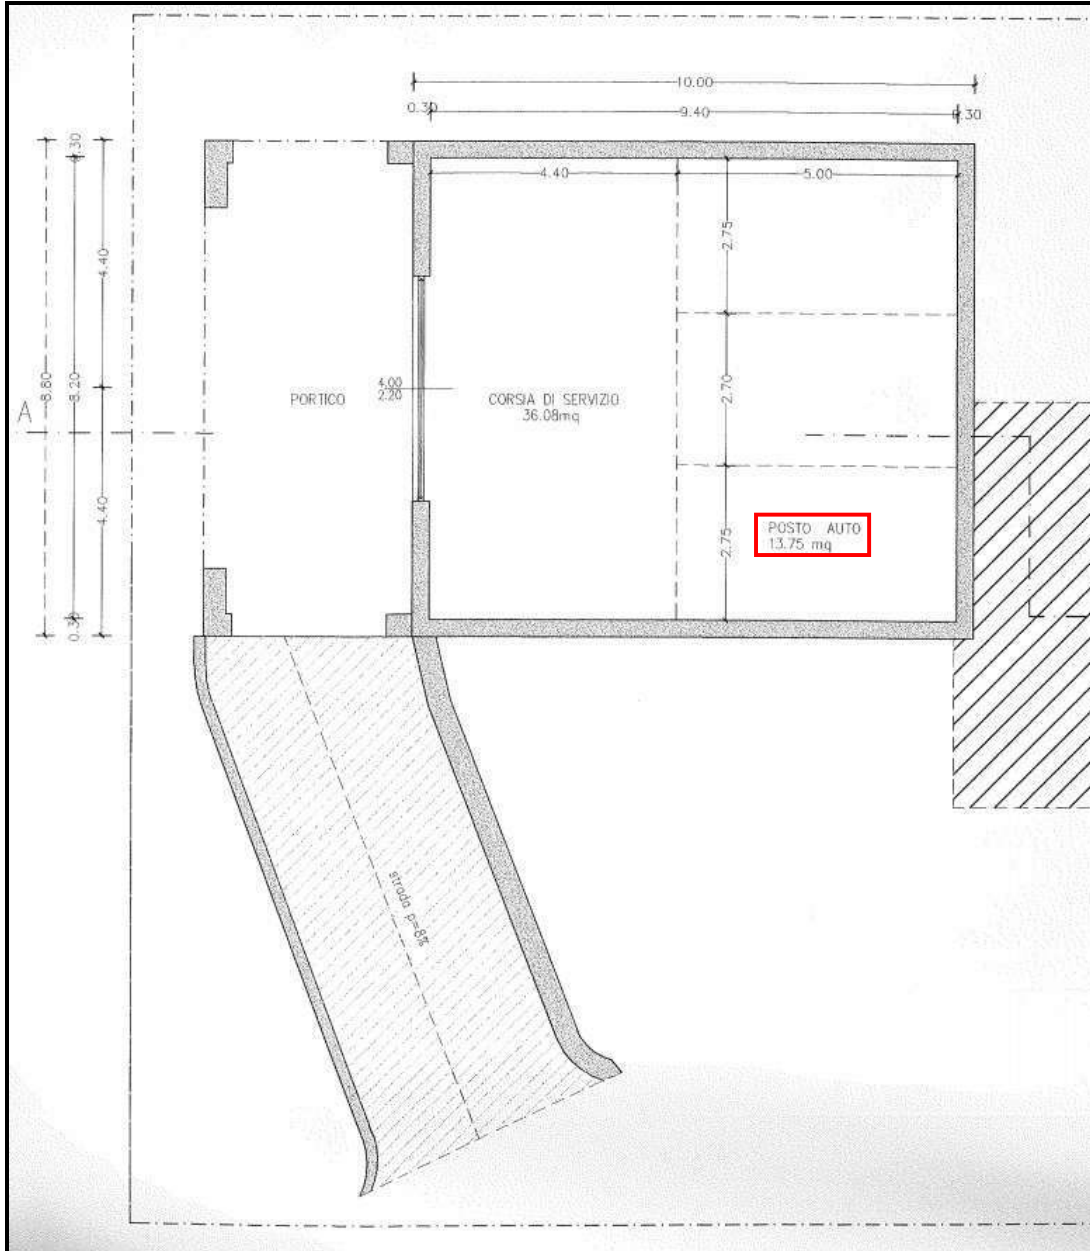 10.00
0.30
9.40
0.30
4.40
5.00
0.30
8.80
8.20
4.40
4.40
0.30
2.75
2.70
2.75
PORTICO
4.00
2.20
CORSIA DI SERVIZIO
36.08mq
A
POSTO AUTO
13.75 mq
strada p=8%